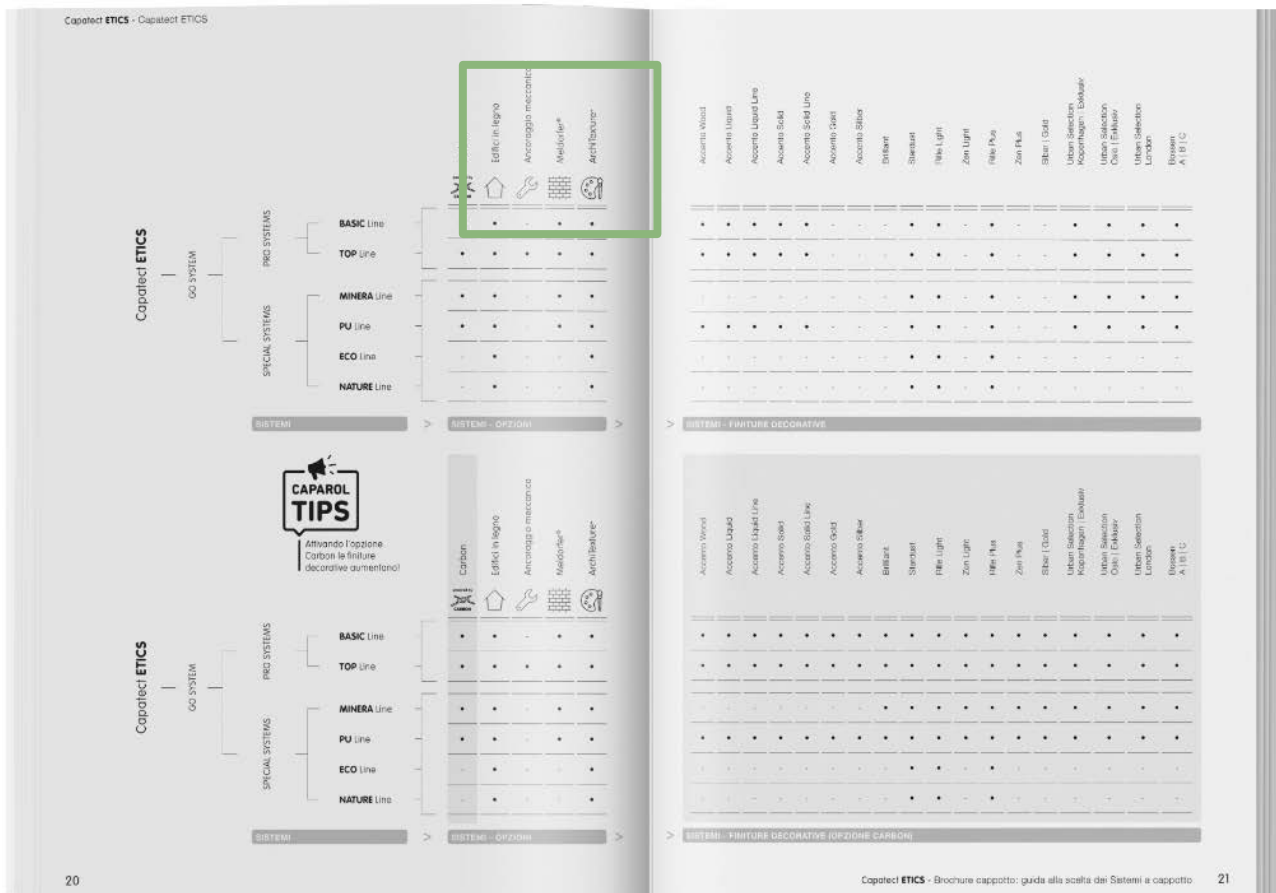 Capatect ETICS - Capatect ETICS
Edifici in legno
Ancoraggio meccanico
Meldorfer®
ArchiTexture®
Accento Wood
Accento Liquid
Accento Liquid Line
Accento Solid
Accento Solid Line
Accento Gold
Accento Silber
Brillant
Stardust
Rille Light
Zen Light
Rille Plus
Zen Plus
Silber | Gold
Urban Selection
Kopenhagen | Exklusiv
Urban Selection
Oslo | Exklusiv
Urban Selection
London
Bossen
A | B | C
Capatect ETICS
GO SYSTEM
PRO SYSTEMS
BASIC Line
TOP Line
SPECIAL SYSTEMS
MINERA Line
PU Line
ECO Line
NATURE Line
SISTEMI > SISTEMI - OPZIONI > > SISTEMI - FINITURE DECORATIVE
CAPAROL
TIPS
Attivando l'opzione
Carbon le finiture
decorative aumentano!
Carbon
Edifici in legno
Ancoraggio meccanico
Meldorfer®
ArchiTexture®
CARBON
Accento Wood
Accento Liquid
Accento Liquid Line
Accento Solid
Accento Solid Line
Accento Gold
Accento Silber
Brillant
Stardust
Rille Light
Zen Light
Rille Plus
Zen Plus
Silber | Gold
Urban Selection
Kopenhagen | Exklusiv
Urban Selection
Oslo | Exklusiv
Urban Selection
London
Bossen
A | B | C
Capatect ETICS
GO SYSTEM
PRO SYSTEMS
BASIC Line
TOP Line
SPECIAL SYSTEMS
MINERA Line
PU Line
ECO Line
NATURE Line
SISTEMI > SISTEMI - OPZIONI > > SISTEMI - FINITURE DECORATIVE (OPZIONE CARBON)
20
Capatect ETICS - Brochure cappotto: guida alla scelta dei Sistemi a cappotto 21